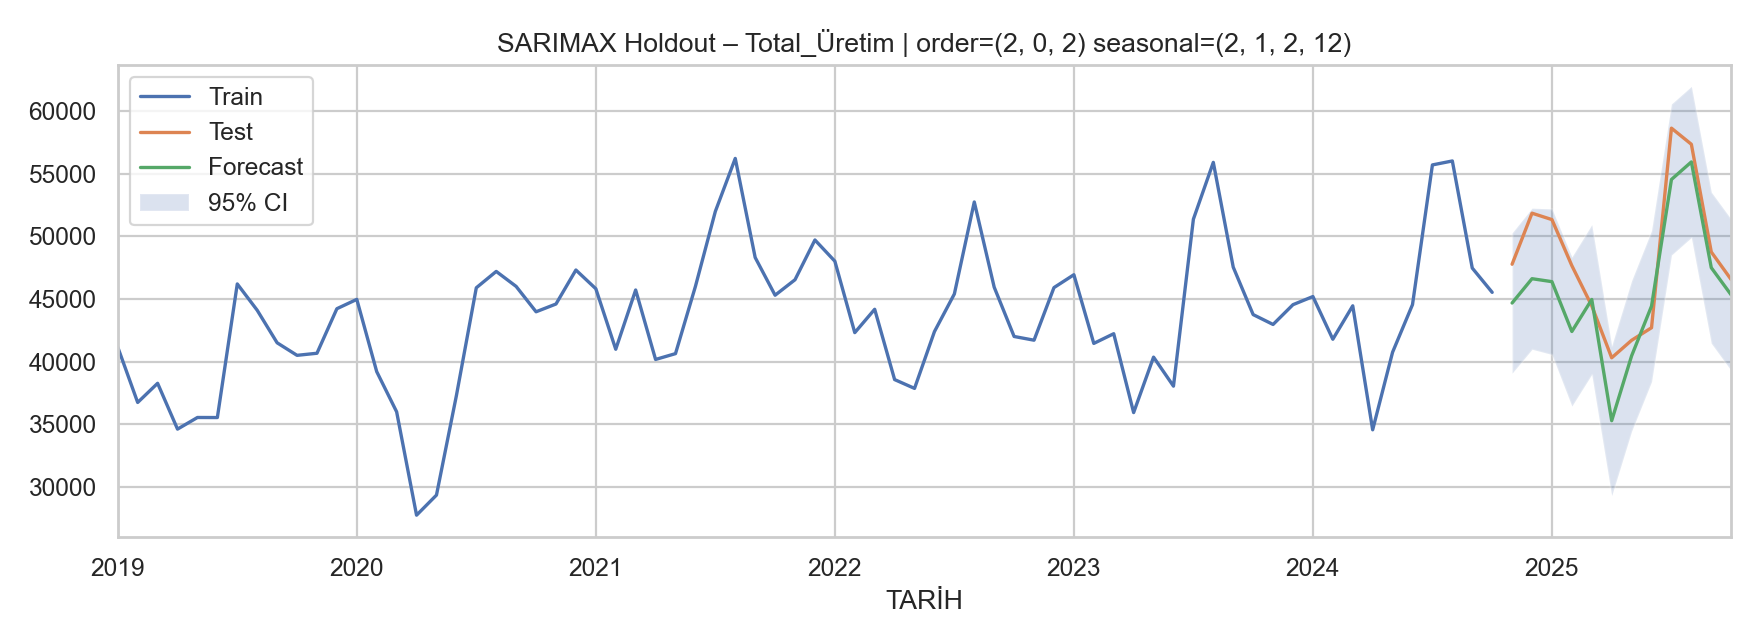 SARIMAX Holdout – Total_Üretim | order=(2, 0, 2) seasonal=(2, 1, 2, 12)
Train
Test
Forecast
95% CI
60000
55000
50000
45000
40000
35000
30000
2019
2020
2021
2022
2023
2024
2025
TARİH